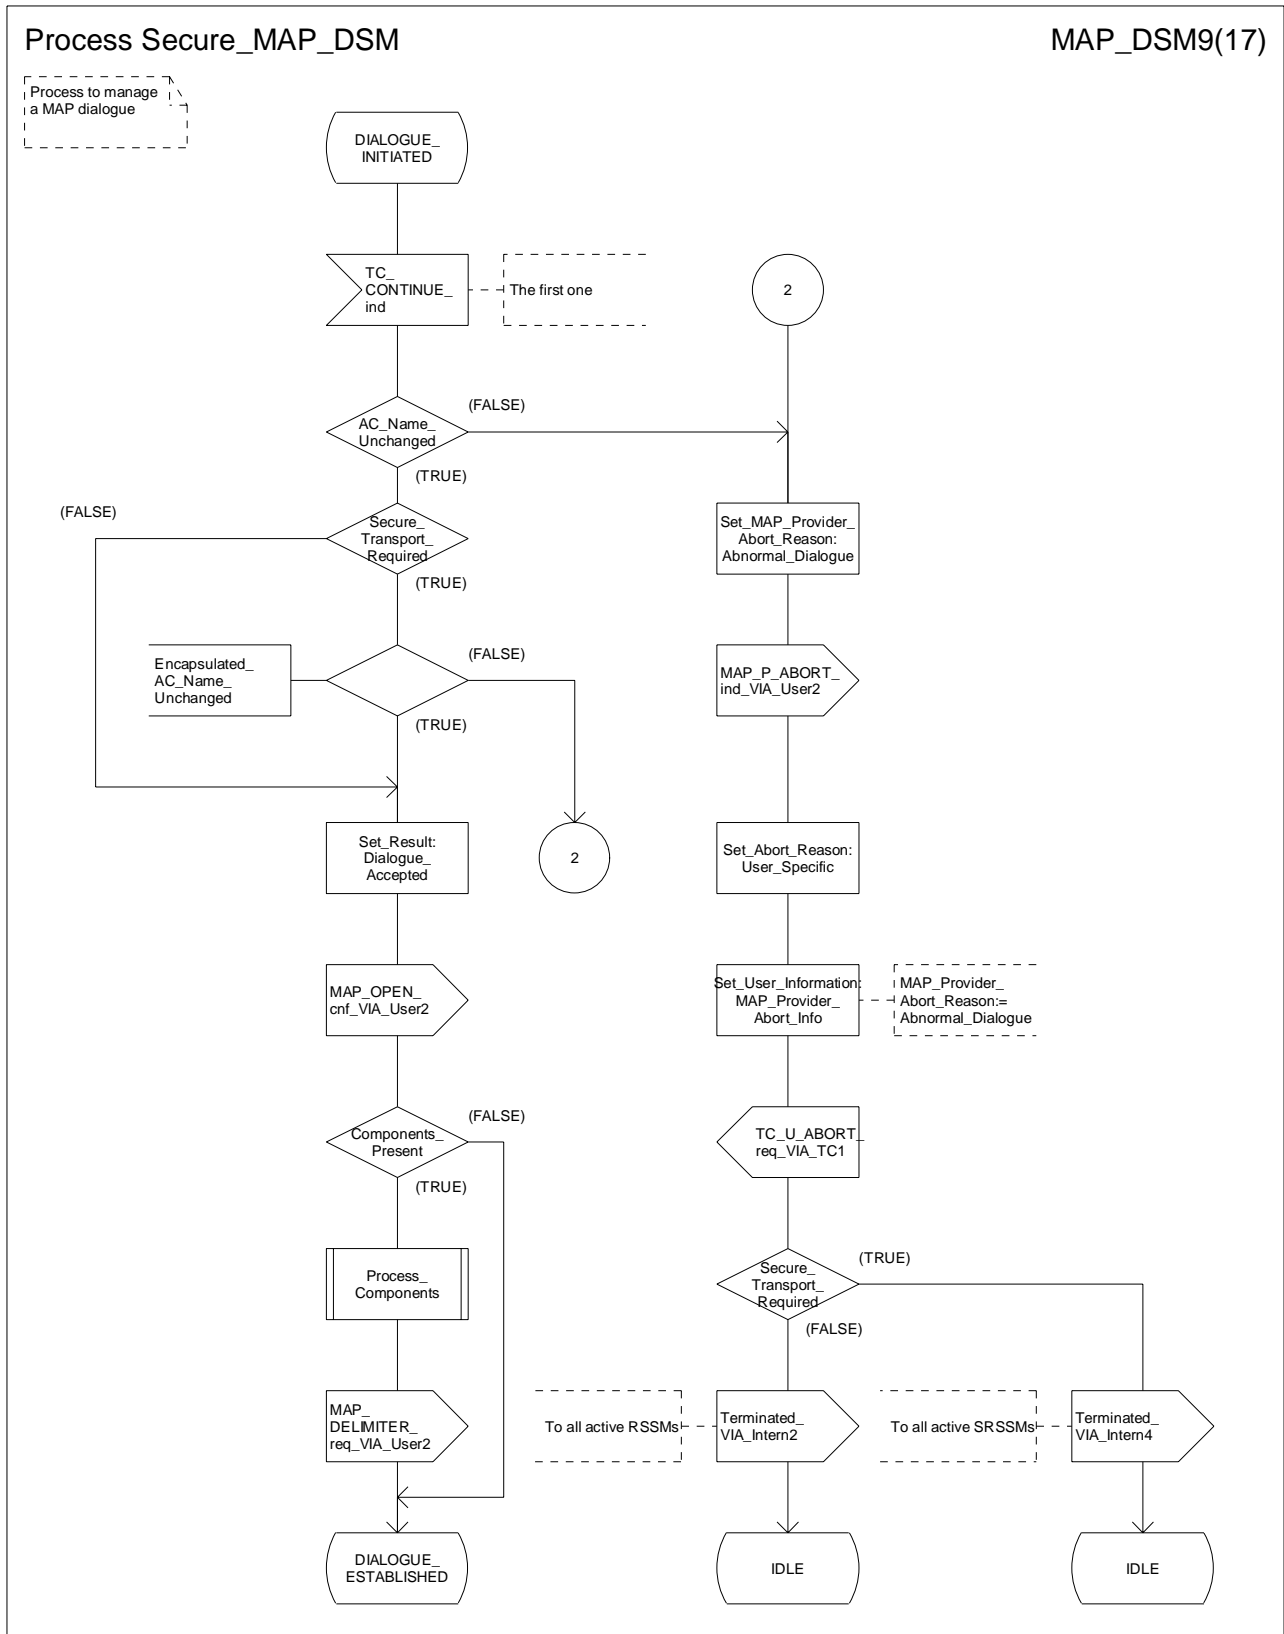 Process Secure_MAP_DSM
MAP_DSM9(17)
Process to manage
a MAP dialogue
DIALOGUE_
INITIATED
TC_
CONTINUE_
ind
The first one
2
AC_Name_
Unchanged
(FALSE)
(TRUE)
(FALSE)
Secure_
Transport_
Required
(TRUE)
Set_MAP_Provider_
Abort_Reason:
Abnormal_Dialogue
Encapsulated_
AC_Name_
Unchanged
(FALSE)
(TRUE)
MAP_P_ABORT_
ind_VIA_User2
Set_Result:
Dialogue_
Accepted
2
Set_Abort_Reason:
User_Specific
MAP_OPEN_
cnf_VIA_User2
Set_User_Information:
MAP_Provider_
Abort_Info
MAP_Provider_
Abort_Reason:=
Abnormal_Dialogue
Components_
Present
(FALSE)
(TRUE)
TC_U_ABORT_
req_VIA_TC1
Process_
Components
Secure_
Transport_
Required
(TRUE)
(FALSE)
MAP_
DELIMITER_
req_VIA_User2
To all active RSSMs
Terminated_
VIA_Intern2
To all active SRSSMs
Terminated_
VIA_Intern4
DIALOGUE_
ESTABLISHED
IDLE
IDLE